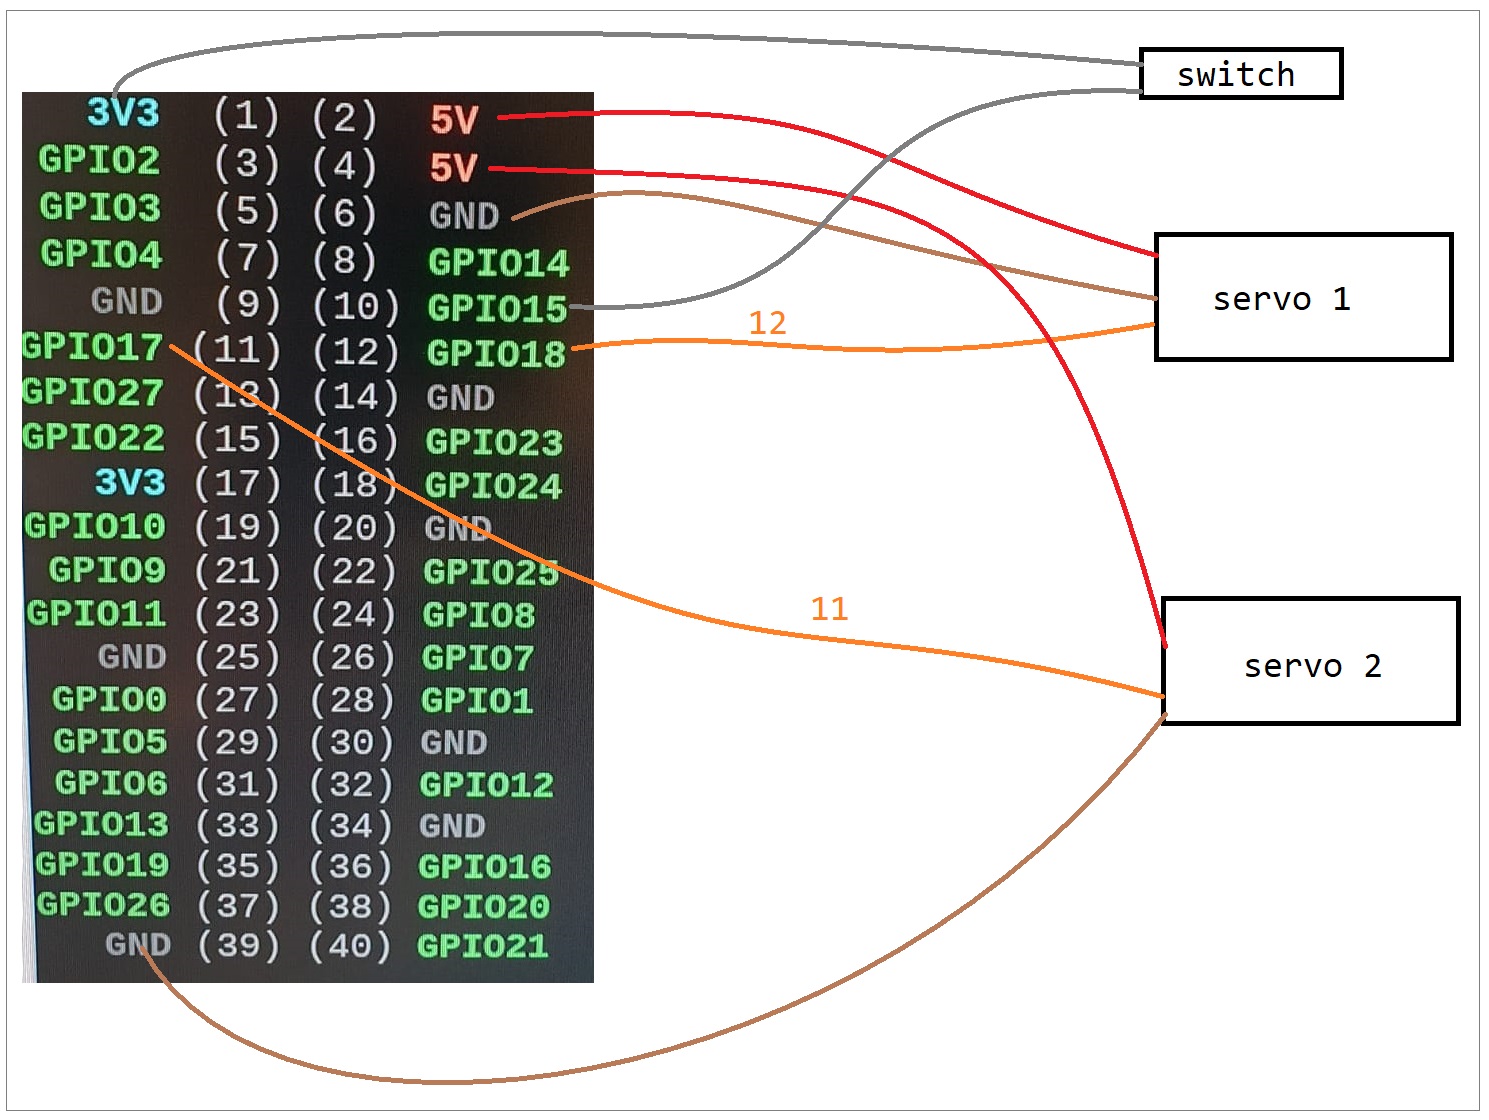 switch
3V3 (1) (2) 5V
GPIO2 (3) (4) 5V
GPIO3 (5) (6) GND
GPIO4 (7) (8) GPIO14
GND (9) (10) GPIO15
GPIO17 (11) (12) GPIO18
GPIO27 (13) (14) GND
GPIO22 (15) (16) GPIO23
3V3 (17) (18) GPIO24
GPIO10 (19) (20) GND
GPIO9 (21) (22) GPIO25
GPIO11 (23) (24) GPIO8
GND (25) (26) GPIO7
GPIO0 (27) (28) GPIO1
GPIO5 (29) (30) GND
GPIO6 (31) (32) GPIO12
GPIO13 (33) (34) GND
GPIO19 (35) (36) GPIO16
GPIO26 (37) (38) GPIO20
GND (39) (40) GPIO21
servo 1
12
11
servo 2